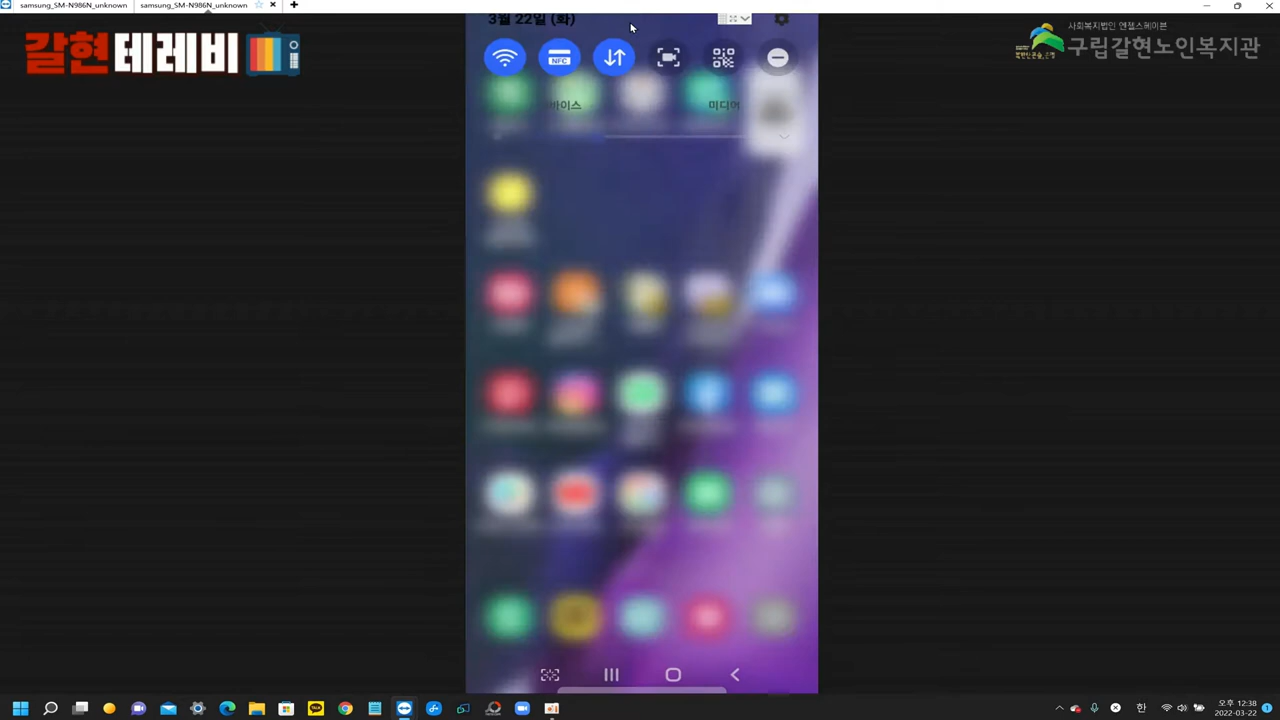 samsung_SM-N986N_unknown
samsung_SM-N986N_unknown
갈현테레비
사회복지법인 엔젤스헤이븐
구립갈현노인복지관
3월 22일 (화)
NFC
바이스
미디어
TALK
한
오후 12:38
2022-03-22